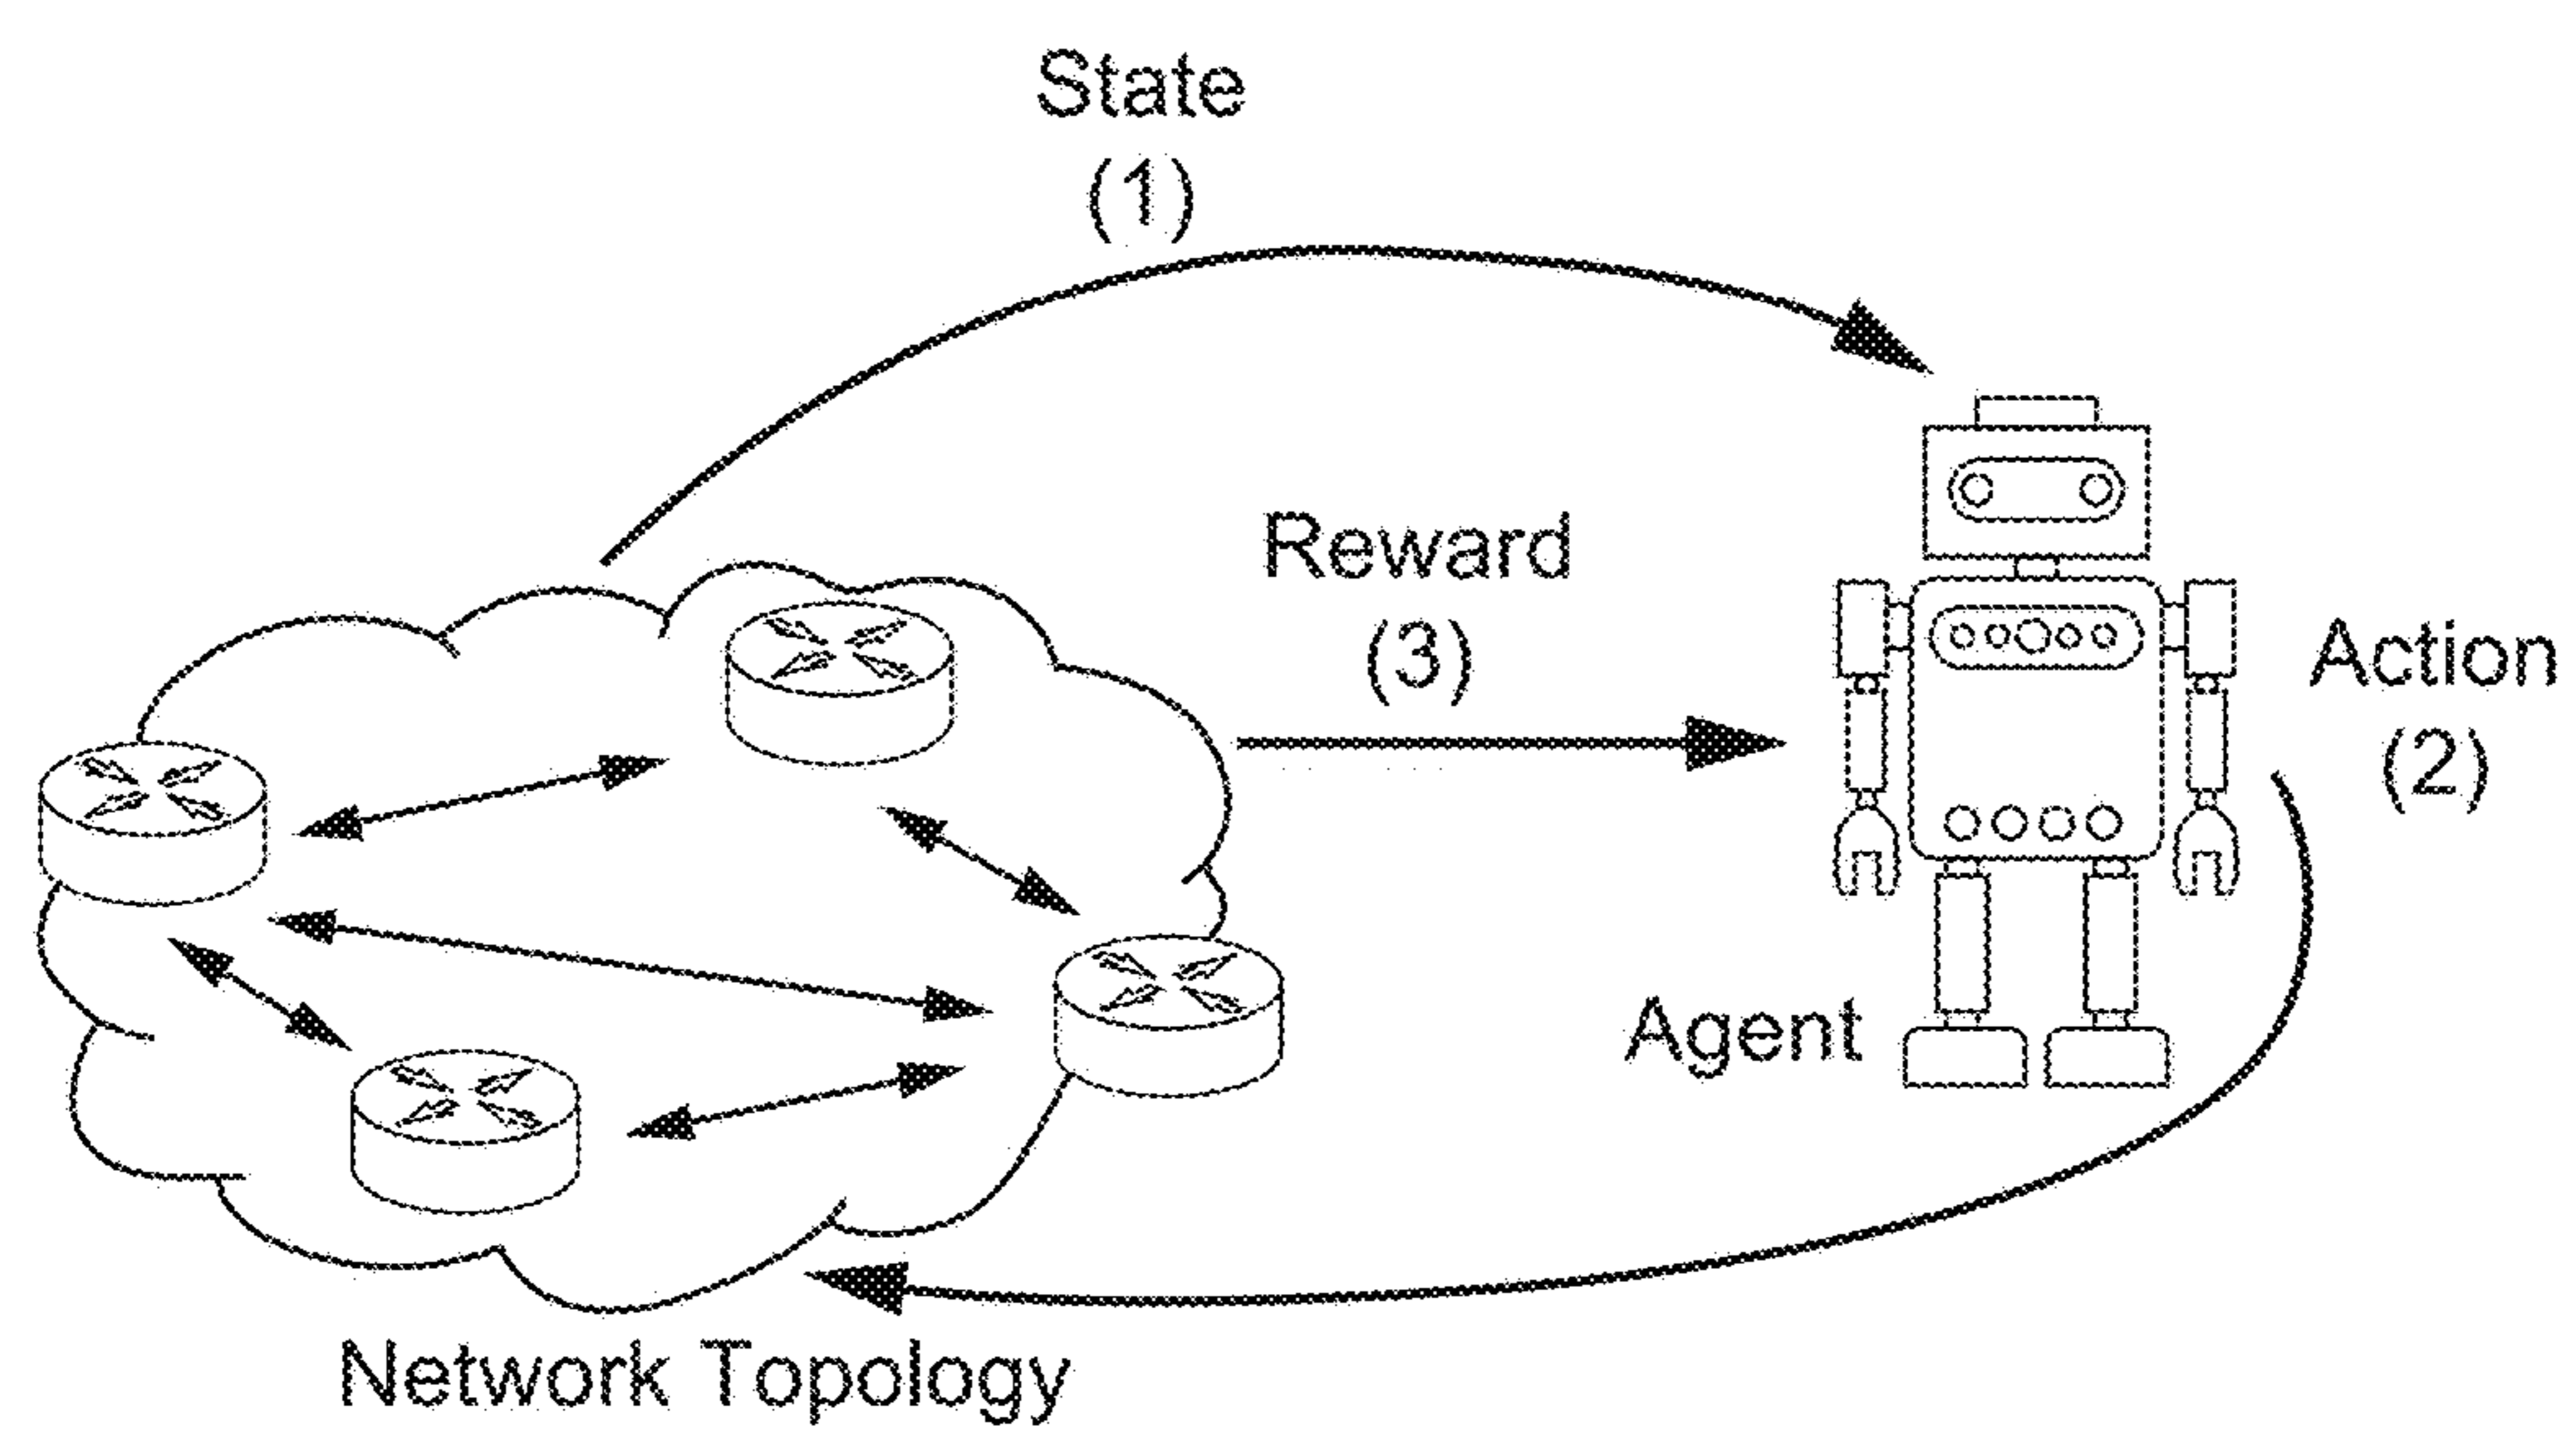 State
(1)
Reward
(3)
Action
(2)
Agent
Network Topology